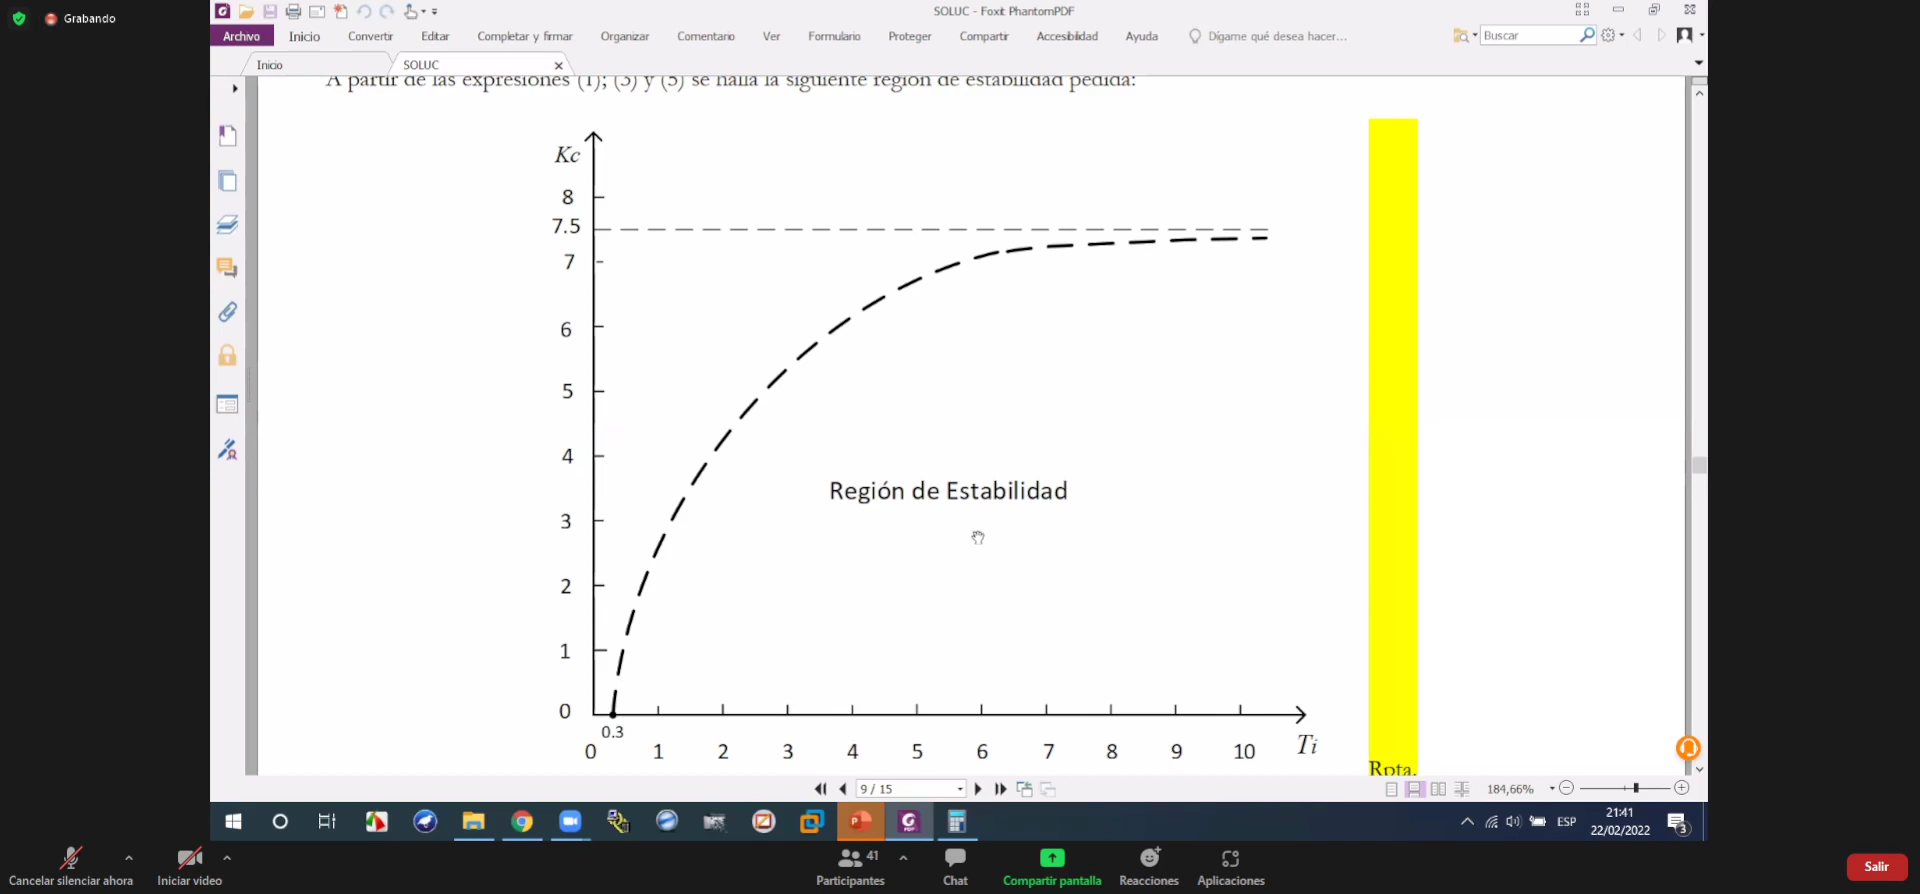 Grabando
SOLUC - Foxit PhantomPDF
Archivo Inicio Convertir Editar Completar y firmar Organizar Comentario Ver Formulario Proteger Compartir Accesibilidad Ayuda Dígame qué desea hacer... Buscar
Inicio SOLUC
A partir de las expresiones (1); (3) y (5) se halla la siguiente región de estabilidad pedida:
Kc
8
7.5
7
6
5
4
Región de Estabilidad
3
2
1
0
0.3
0 1 2 3 4 5 6 7 8 9 10 Ti
Rpta.
9 / 15 184,66%
ESP 21:41
22/02/2022 3
Cancelar silenciar ahora Iniciar video Participantes 41 Chat Compartir pantalla Reacciones Aplicaciones Salir